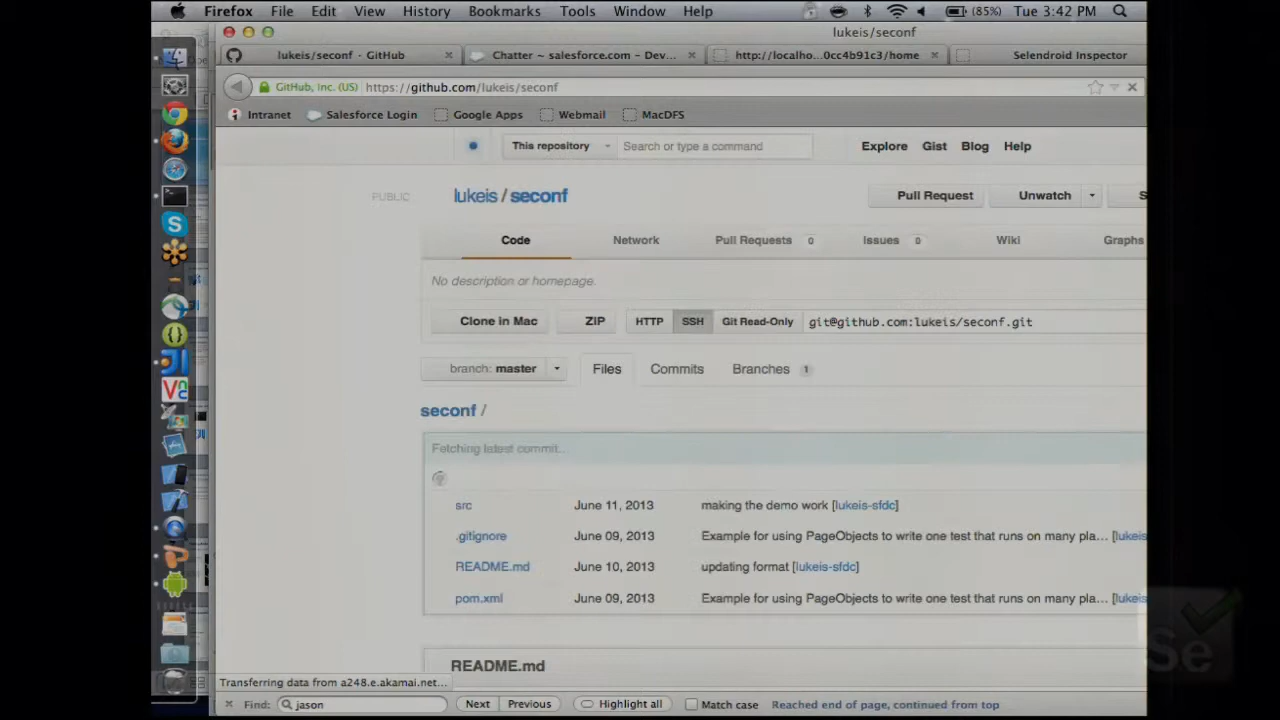 Firefox File Edit View History Bookmarks Tools Window Help (85%) Tue 3:42 PM
lukeis/seconf
lukeis/seconf · GitHub Chatter ~ salesforce.com – Dev... http://localho...0cc4b91c3/home Selendroid Inspector
GitHub, Inc. (US) https://github.com/lukeis/seconf
Intranet Salesforce Login Google Apps Webmail MacDFS
This repository Search or type a command Explore Gist Blog Help
PUBLIC lukeis / seconf Pull Request Unwatch S
Code Network Pull Requests 0 Issues 0 Wiki Graphs
No description or homepage.
Clone in Mac ZIP HTTP SSH Git Read-Only git@github.com:lukeis/seconf.git
branch: master Files Commits Branches 1
seconf /
Fetching latest commit...
src June 11, 2013 making the demo work [lukeis-sfdc]
.gitignore June 09, 2013 Example for using PageObjects to write one test that runs on many pla... [lukeis
README.md June 10, 2013 updating format [lukeis-sfdc]
pom.xml June 09, 2013 Example for using PageObjects to write one test that runs on many pla... [lukeis
README.md
Transferring data from a248.e.akamai.net...
Find: jason Next Previous Highlight all Match case Reached end of page, continued from top
Se